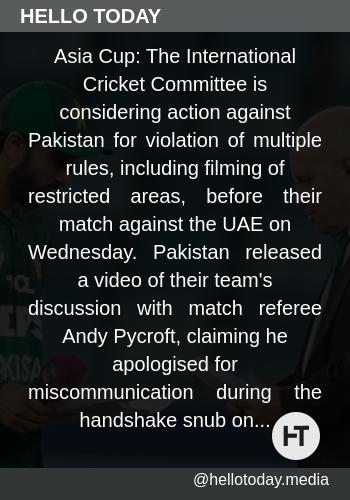 HELLO TODAY
Asia Cup: The International
Cricket Committee is
considering action against
Pakistan for violation of multiple
rules, including filming of
restricted areas, before their
match against the UAE on
Wednesday. Pakistan released
a video of their team's
discussion with match referee
Andy Pycroft, claiming he
apologised for
miscommunication during the
handshake snub on...
HT
@hellotoday.media